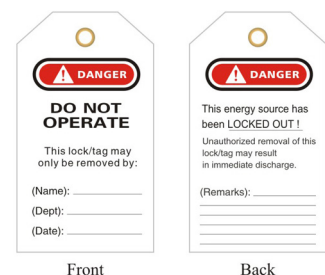 DANGER
DO NOT
OPERATE
This lock/tag may
only be removed by:
(Name):
(Dept):
(Date):
Front
DANGER
This energy source has
been LOCKED OUT !
Unauthorized removal of this
lock/tag may result
in immediate discharge.
(Remarks):
Back